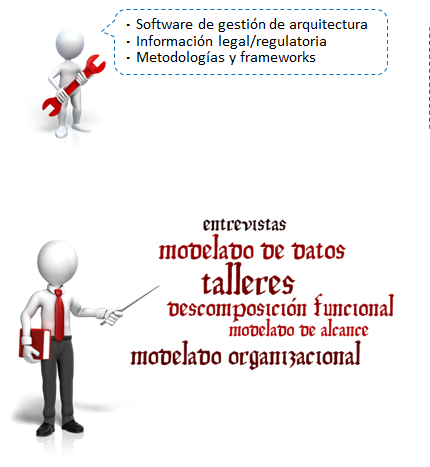 · Software de gestión de arquitectura
· Información legal/regulatoria
· Metodologías y frameworks
entrevistas
modelado de datos
talleres
descomposición funcional
modelado de alcance
modelado organizacional